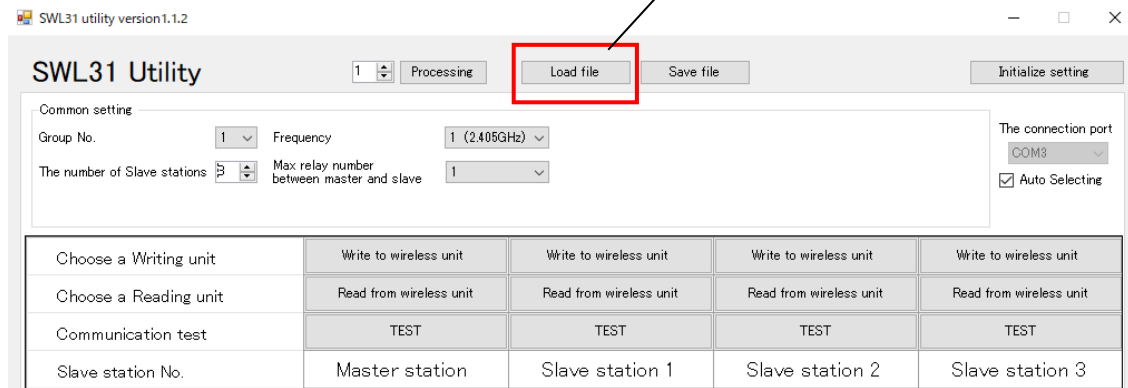 SWL31 utility version1.1.2
SWL31 Utility
1
Processing
Load file
Save file
Initialize setting
Common setting
Group No.
1
Frequency
1 (2.405GHz)
The number of Slave stations
3
Max relay number
between master and slave
1
The connection port
COM3
Auto Selecting
Choose a Writing unit
Write to wireless unit
Write to wireless unit
Write to wireless unit
Write to wireless unit
Choose a Reading unit
Read from wireless unit
Read from wireless unit
Read from wireless unit
Read from wireless unit
Communication test
TEST
TEST
TEST
TEST
Slave station No.
Master station
Slave station 1
Slave station 2
Slave station 3